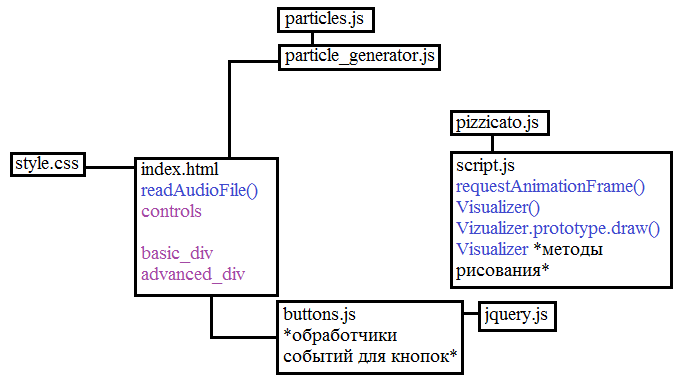 particles.js
particle_generator.js
pizzicato.js
style.css
index.html
readAudioFile()
controls
basic_div
advanced_div
script.js
requestAnimationFrame()
Visualizer()
Vizualizer.prototype.draw()
Visualizer *методы
рисования*
buttons.js
*обработчики
событий для кнопок*
jquery.js